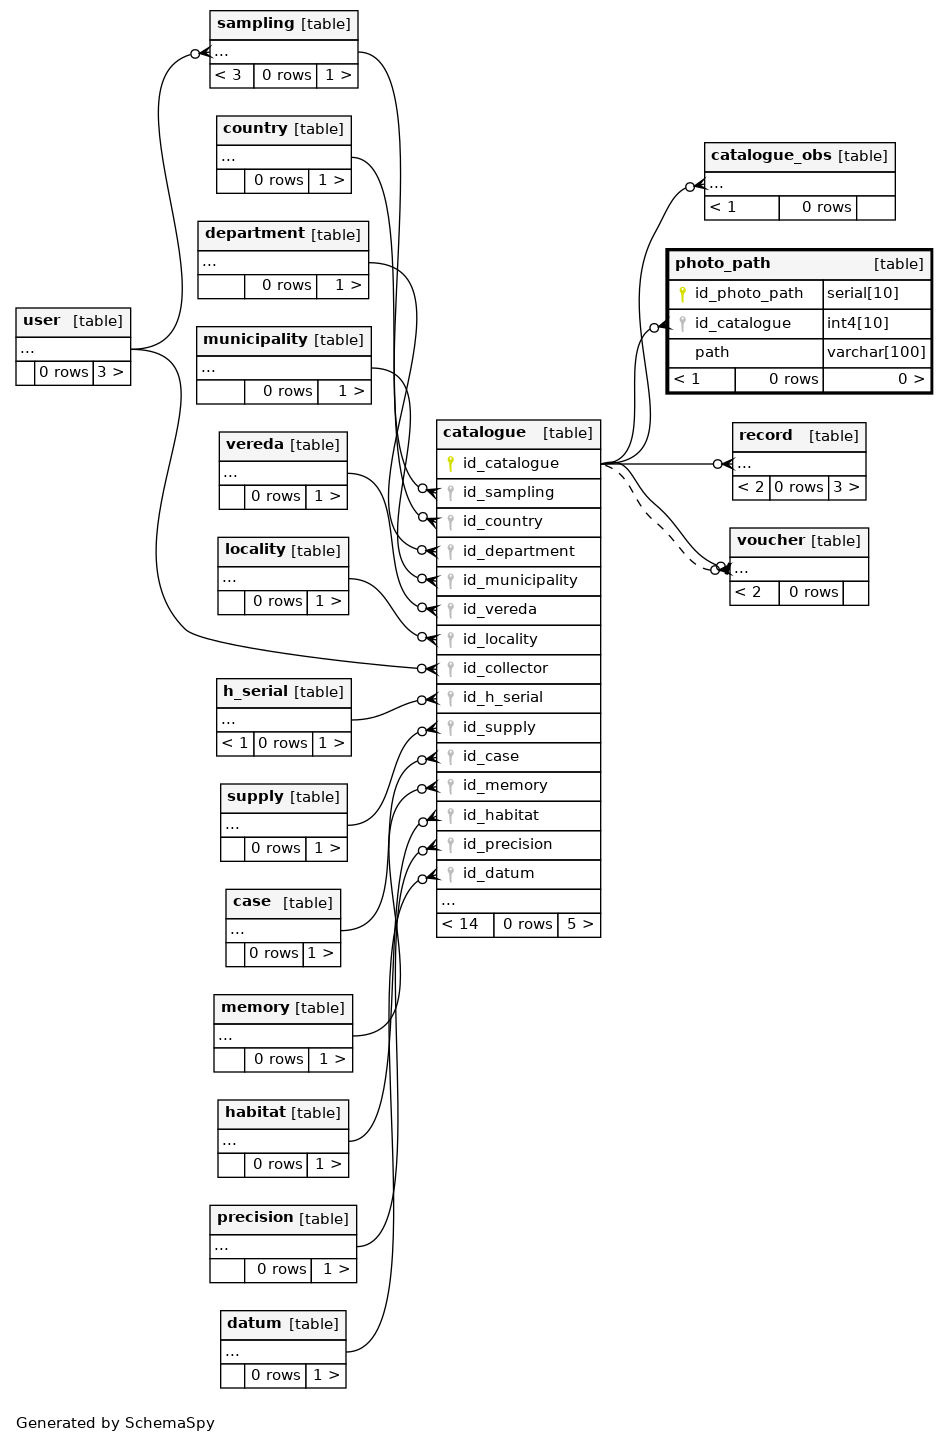 sampling [table]
...
< 3 0 rows 1 >
country [table]
...
0 rows 1 >
department [table]
...
0 rows 1 >
municipality [table]
...
0 rows 1 >
user [table]
...
0 rows 3 >
vereda [table]
...
0 rows 1 >
locality [table]
...
0 rows 1 >
h_serial [table]
...
< 1 0 rows 1 >
supply [table]
...
0 rows 1 >
case [table]
...
0 rows 1 >
memory [table]
...
0 rows 1 >
habitat [table]
...
0 rows 1 >
precision [table]
...
0 rows 1 >
datum [table]
...
0 rows 1 >
catalogue [table]
id_catalogue
id_sampling
id_country
id_department
id_municipality
id_vereda
id_locality
id_collector
id_h_serial
id_supply
id_case
id_memory
id_habitat
id_precision
id_datum
...
< 14 0 rows 5 >
catalogue_obs [table]
...
< 1 0 rows
photo_path [table]
id_photo_path serial[10]
id_catalogue int4[10]
path varchar[100]
< 1 0 rows 0 >
record [table]
...
< 2 0 rows 3 >
voucher [table]
...
< 2 0 rows
Generated by SchemaSpy